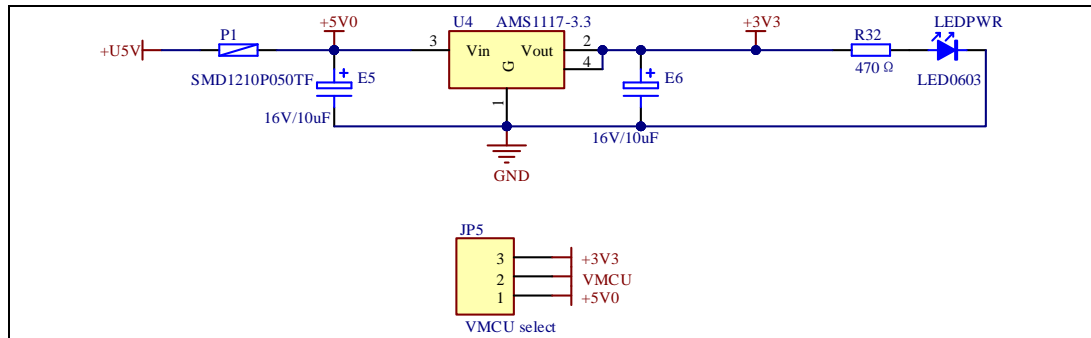 U4 AMS1117-3.3
+5V0
+3V3
LEDPWR
P1
+U5V
3
Vin
Vout
2
4
G
1
R32
470 Ω
LED0603
SMD1210P050TF
E5
E6
16V/10uF
16V/10uF
GND
JP5
3 +3V3
2 VMCU
1 +5V0
VMCU select